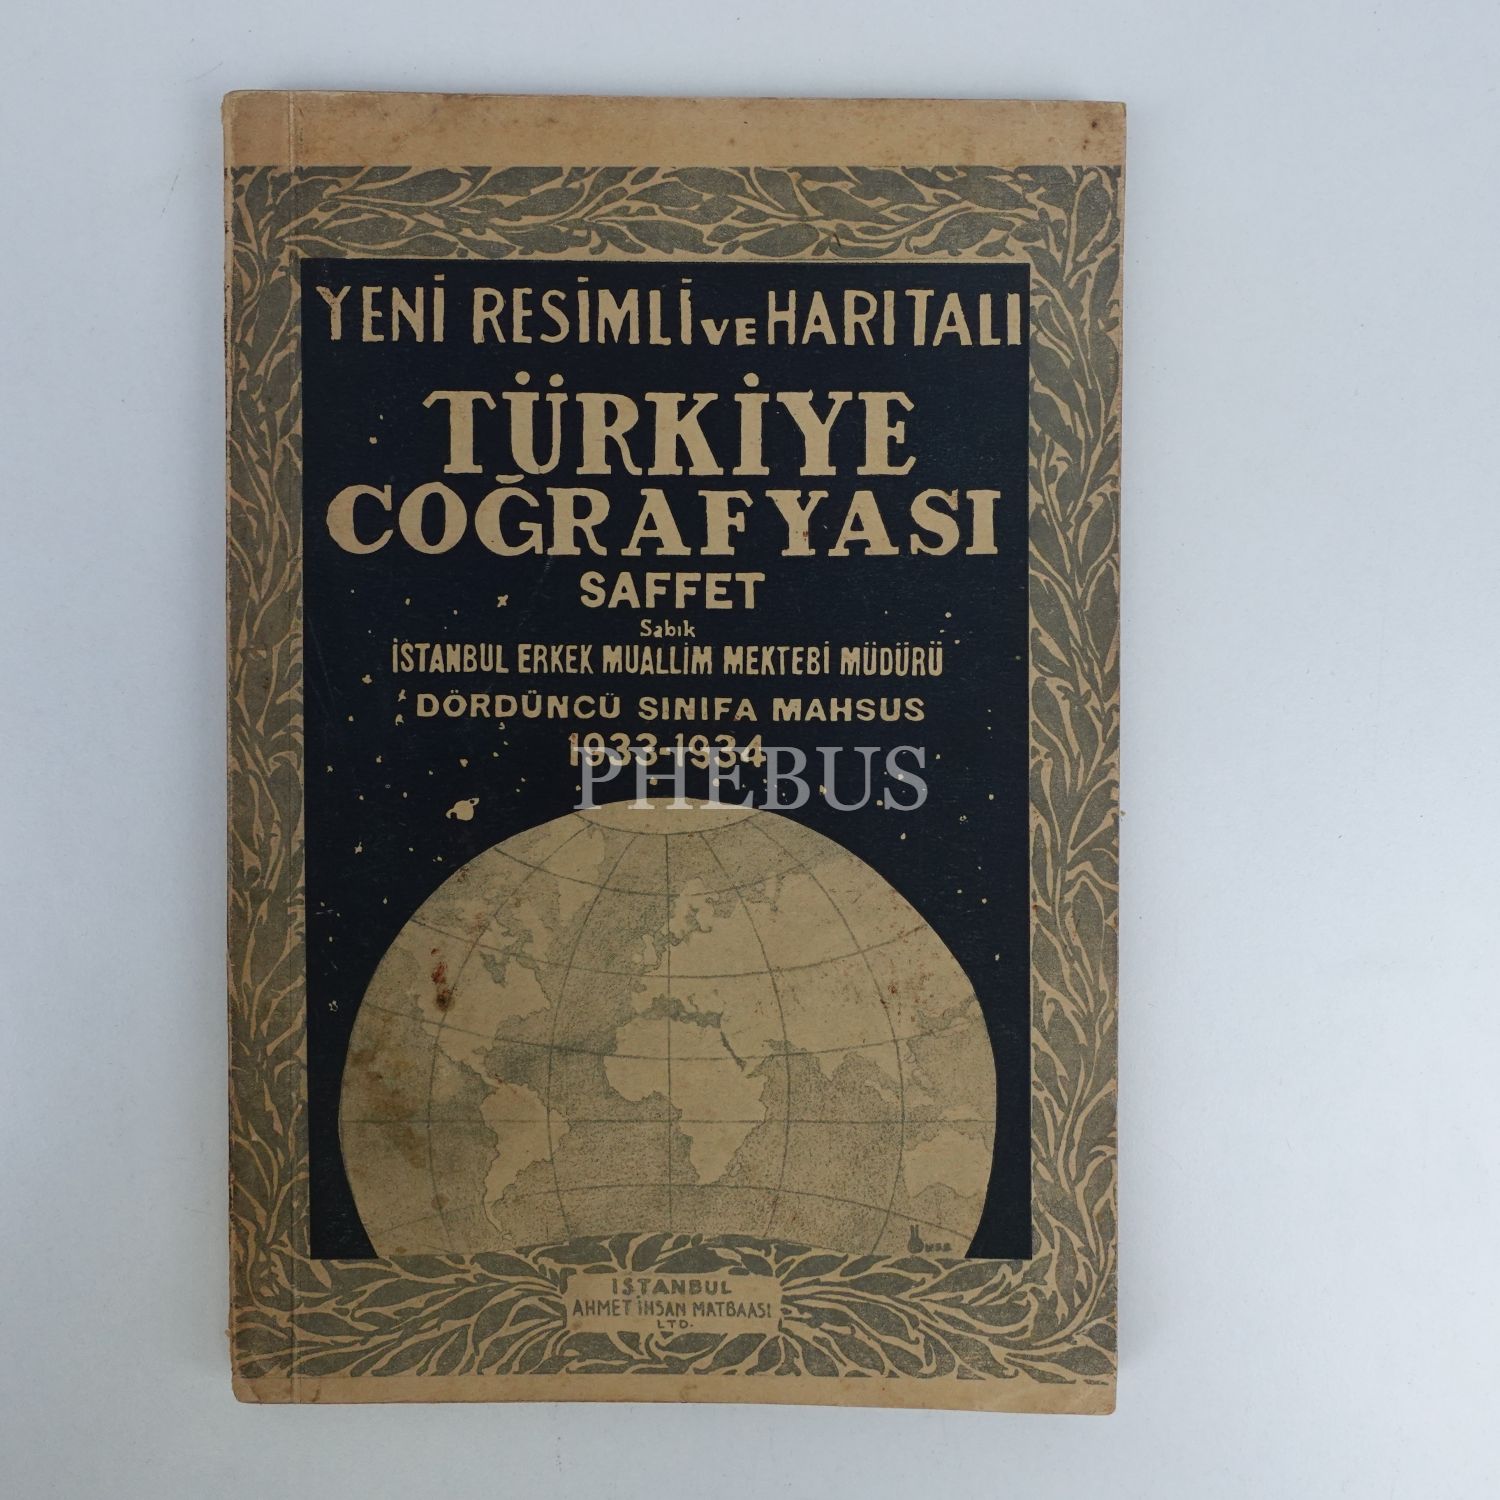 YENİ RESİMLİ VE HARITALI
TÜRKİYE
COĞRAFYASI
SAFFET
Sabık
İSTANBUL ERKEK MUALLİM MEKTEBİ MÜDÜRÜ
DÖRDÜNCÜ SINIFA MAHSUS
1933-1934
PHEBUS
İSTANBUL
AHMET İHSAN MATBAASI
LTD.